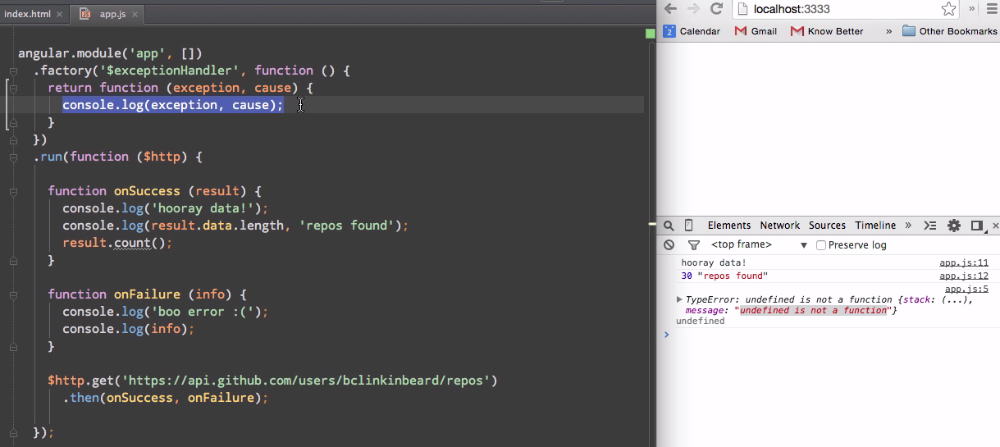 index.html × app.js ×
angular.module('app', [])
.factory('$exceptionHandler', function () {
return function (exception, cause) {
console.log(exception, cause);
}
})
.run(function ($http) {
function onSuccess (result) {
console.log('hooray data!');
console.log(result.data.length, 'repos found');
result.count();
}
function onFailure (info) {
console.log('boo error :(');
console.log(info);
}
$http.get('https://api.github.com/users/bclinkinbeard/repos')
.then(onSuccess, onFailure);
});
localhost:3333
2 Calendar Gmail Know Better » Other Bookmarks
Elements Network Sources Timeline » ×
<top frame> ▼ Preserve log
hooray data! app.js:11
30 "repos found" app.js:12
app.js:5
TypeError: undefined is not a function {stack: (...),
message: "undefined is not a function"}
undefined
>